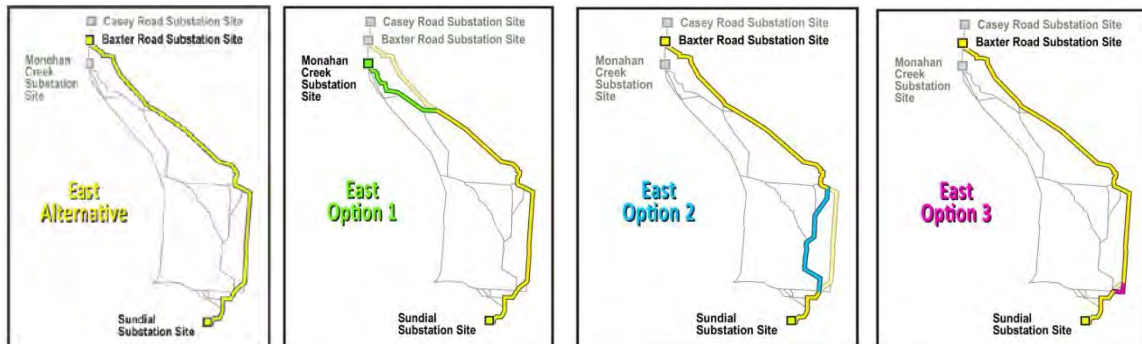 Casey Road Substation Site
Baxter Road Substation Site
Monahan
Creek
Substation
Site
East
Alternative
Sundial
Substation Site
Casey Road Substation Site
Baxter Road Substation Site
Monahan
Creek
Substation
Site
East
Option 1
Sundial
Substation Site
Casey Road Substation Site
Baxter Road Substation Site
Monahan
Creek
Substation
Site
East
Option 2
Sundial
Substation Site
Casey Road Substation Site
Baxter Road Substation Site
Monahan
Creek
Substation
Site
East
Option 3
Sundial
Substation Site